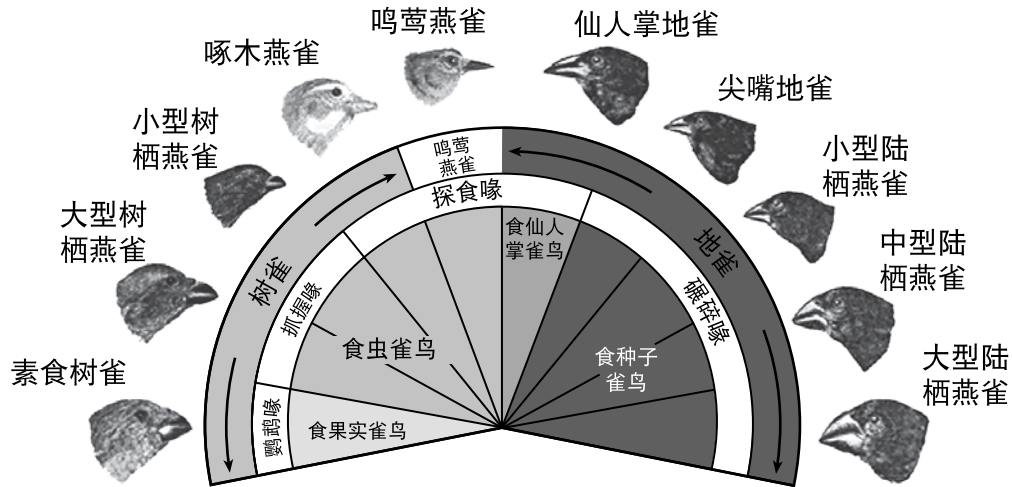 鸣莺燕雀
仙人掌地雀
啄木燕雀
尖嘴地雀
小型树
栖燕雀
小型陆
栖燕雀
大型树
栖燕雀
中型陆
栖燕雀
素食树雀
大型陆
栖燕雀
鸣莺
燕雀
树雀
地雀
探食喙
抓握喙
碾碎喙
鹦鹉喙
食仙人
掌雀鸟
食虫雀鸟
食种子
雀鸟
食果实雀鸟